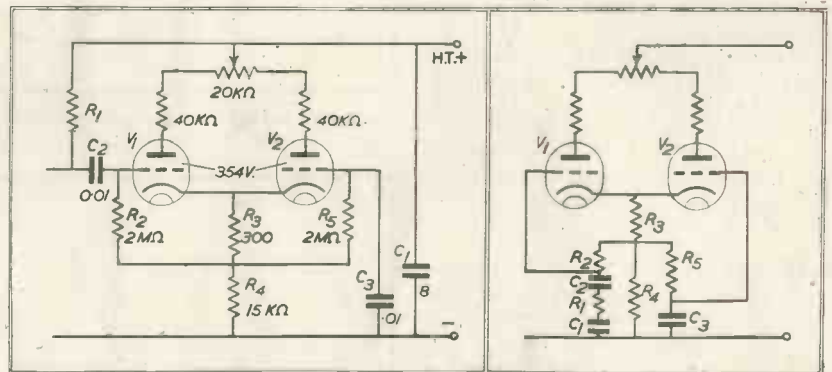 H.T.+
20KΩ
R1
40KΩ
40KΩ
C2
V1
354V.
V2
0·01
R2
2MΩ
R3
300
R5
2MΩ
C1
8
R4
15KΩ
C3
·01
−
V1
V2
R3
R2
C2
R1
C1
R4
R5
C3